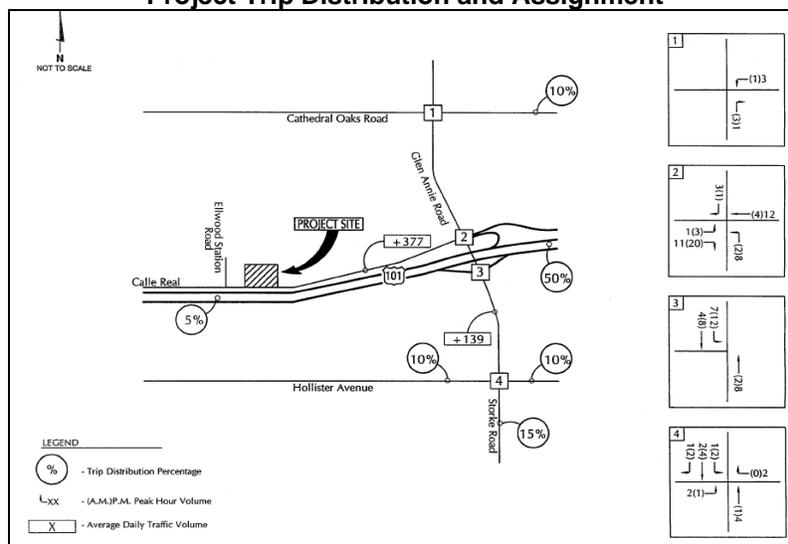 Project Trip Distribution and Assignment
N
NOT TO SCALE
10%
1
Cathedral Oaks Road
Glen Annie Road
Ellwood Station
Road
PROJECT SITE
+377
2
Calle Real
101
3
50%
5%
+139
10%
10%
4
Hollister Avenue
Storke Road
15%
LEGEND
% - Trip Distribution Percentage
XX - (A.M.)P.M. Peak Hour Volume
X - Average Daily Traffic Volume
1
(1)3
(3)1
2
3(1)
(4)12
1(3)
11(20)
(2)8
3
7(12)
4(8)
(2)8
4
1(2)
2(4)
1(2)
(0)2
2(1)
(1)4